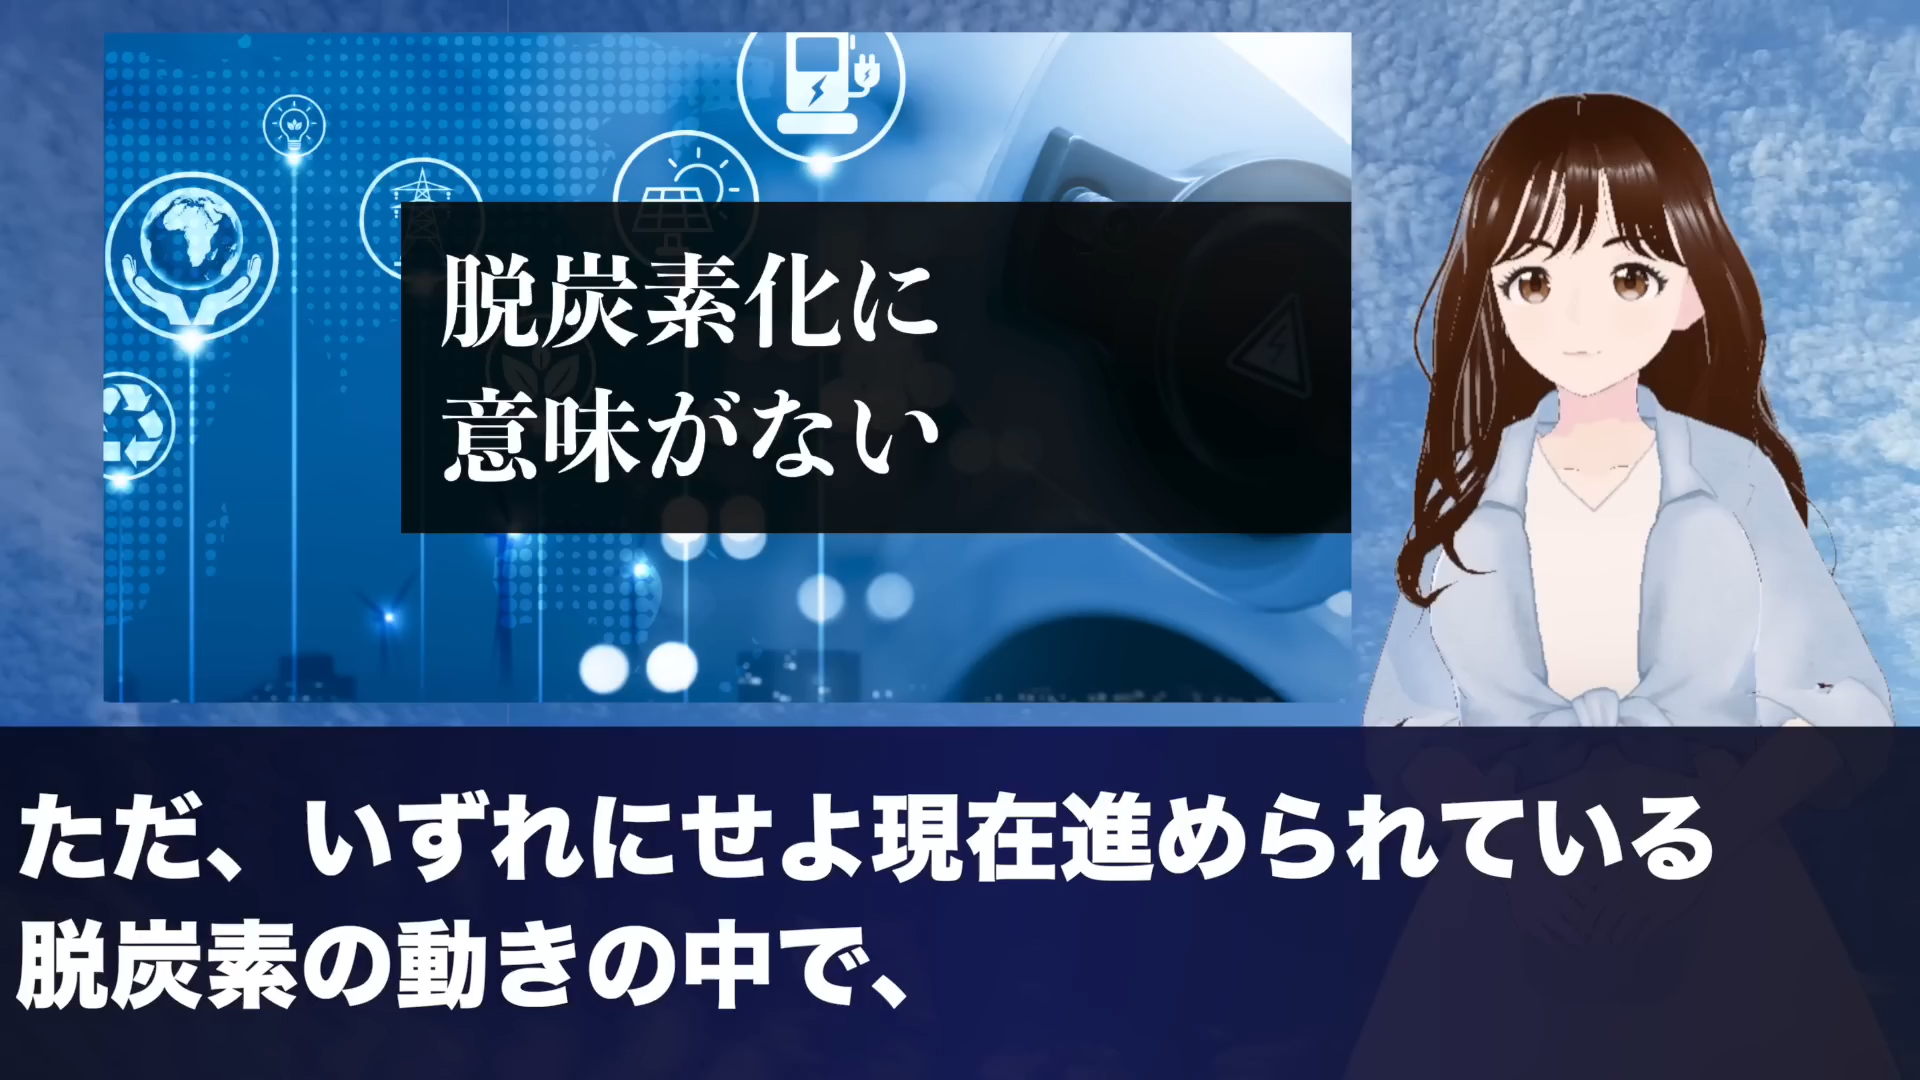 脱炭素化に
意味がない
ただ、いずれにせよ現在進められている
脱炭素の動きの中で、